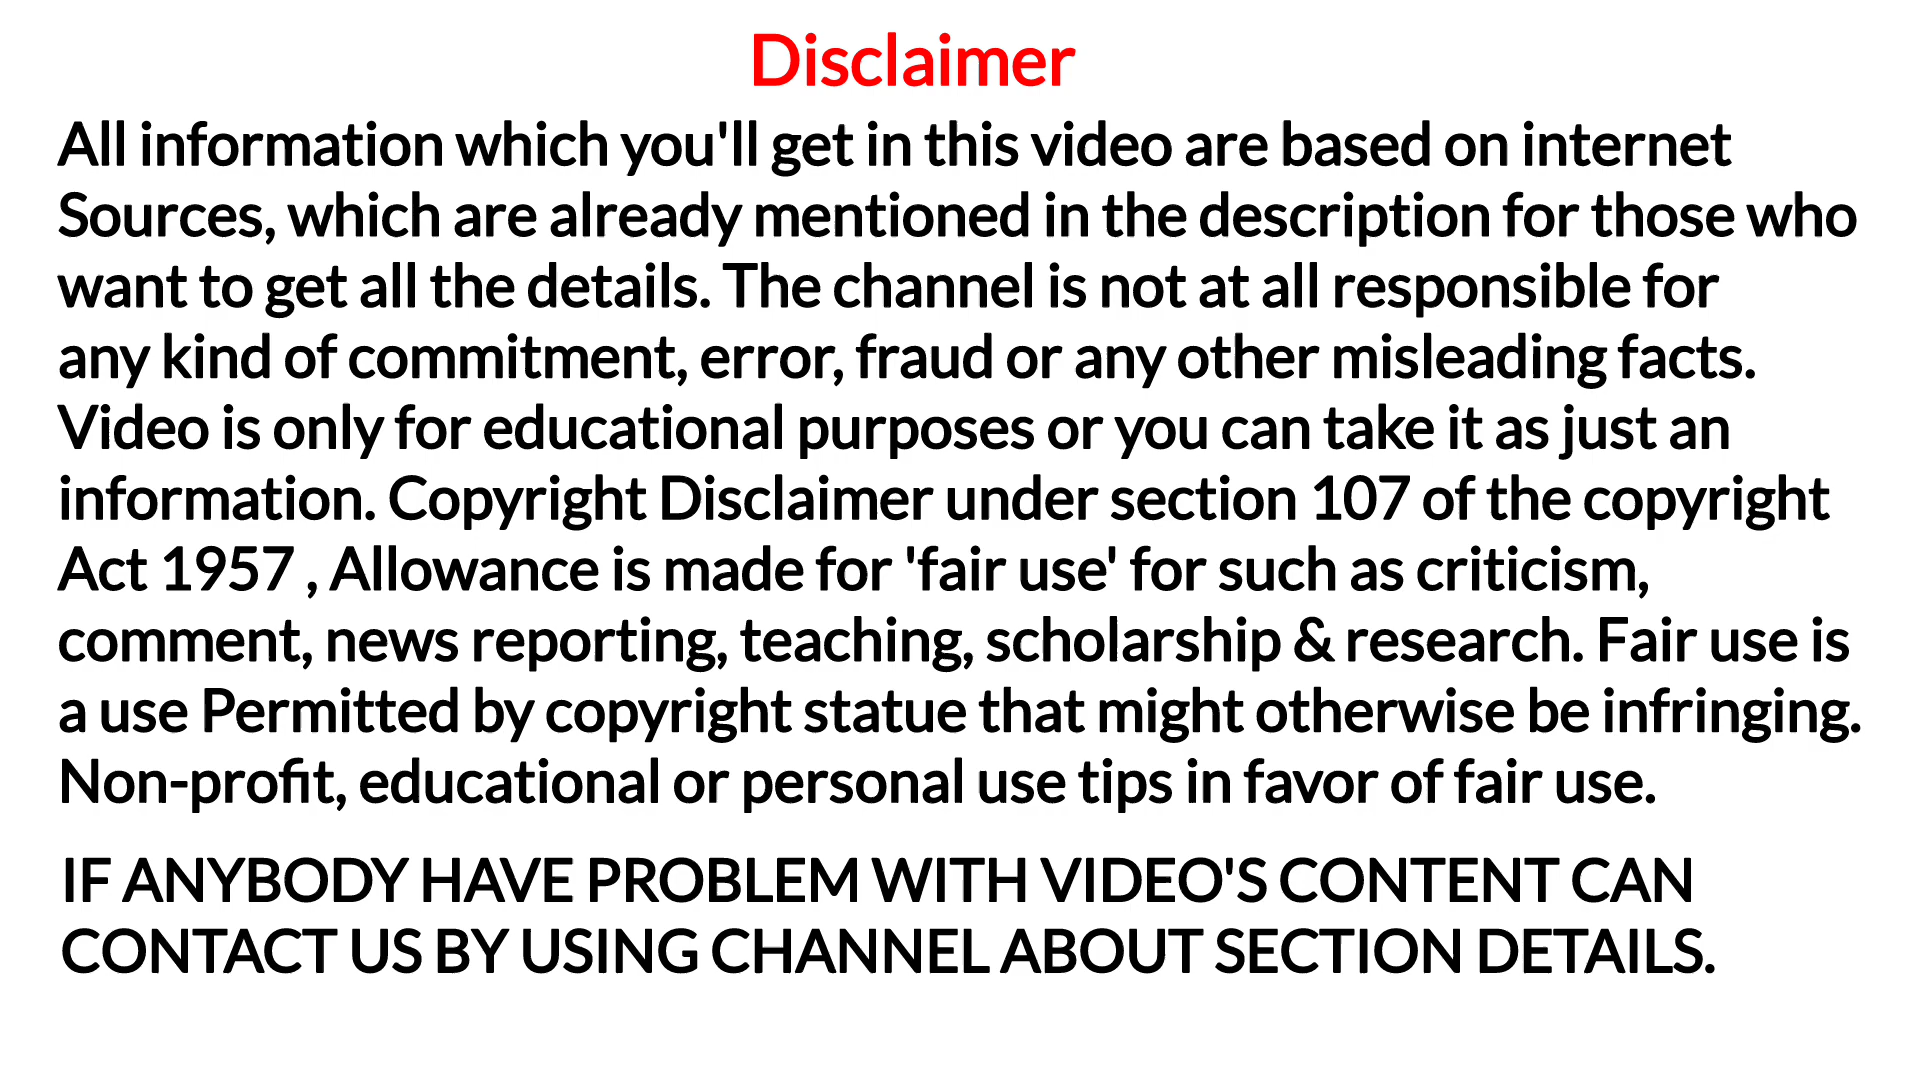 Disclaimer
All information which you'll get in this video are based on internet
Sources, which are already mentioned in the description for those who
want to get all the details. The channel is not at all responsible for
any kind of commitment, error, fraud or any other misleading facts.
Video is only for educational purposes or you can take it as just an
information. Copyright Disclaimer under section 107 of the copyright
Act 1957 , Allowance is made for 'fair use' for such as criticism,
comment, news reporting, teaching, scholarship & research. Fair use is
a use Permitted by copyright statue that might otherwise be infringing.
Non-profit, educational or personal use tips in favor of fair use.
IF ANYBODY HAVE PROBLEM WITH VIDEO'S CONTENT CAN
CONTACT US BY USING CHANNEL ABOUT SECTION DETAILS.